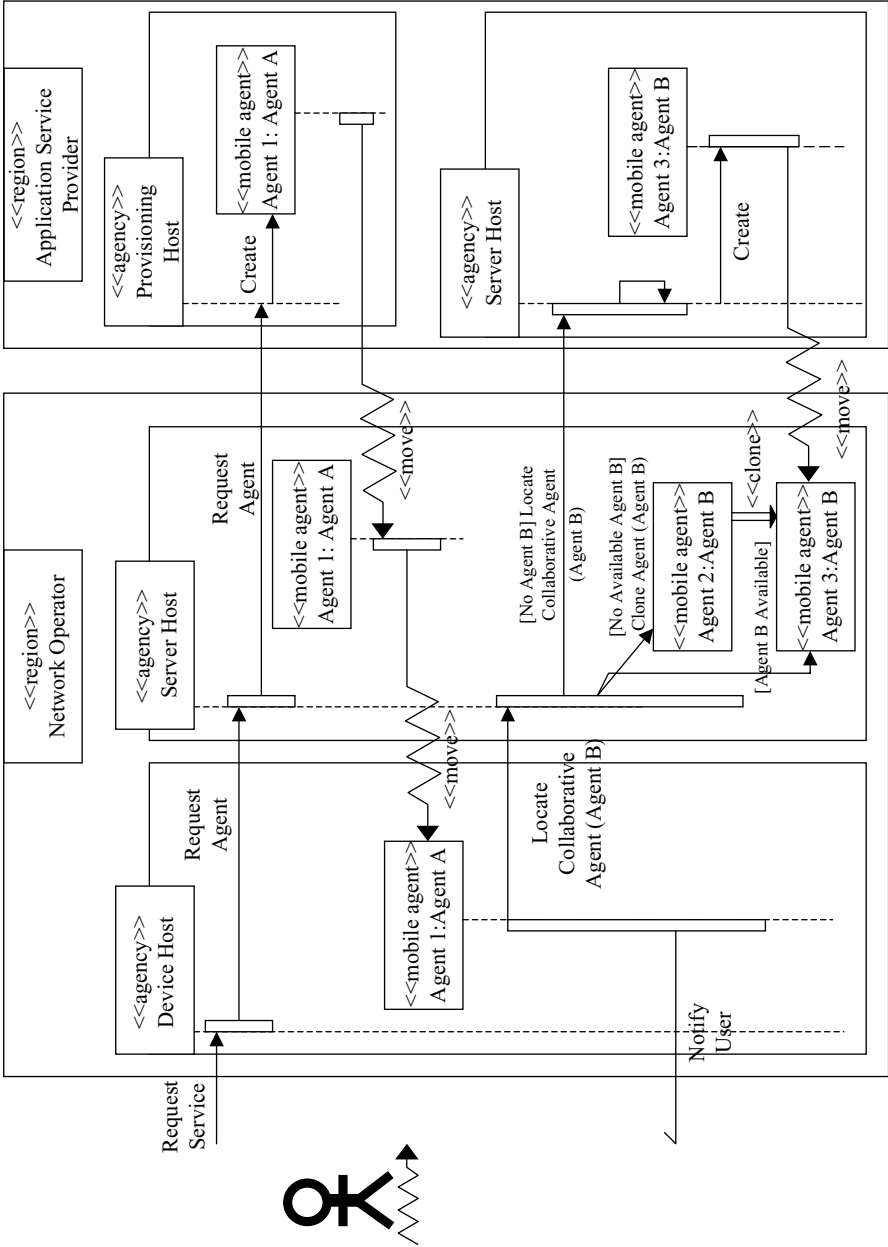 <<region>>
Network Operator
<<region>>
Application Service
Provider
<<agency>>
Device Host
<<agency>>
Server Host
<<agency>>
Provisioning
Host
Request
Service
Request
Agent
Request
Agent
Create
<<mobile agent>>
Agent 1: Agent A
<<mobile agent>>
Agent 1: Agent A
<<move>>
<<mobile agent>>
Agent 1:Agent A
<<move>>
<<agency>>
Server Host
Locate
Collaborative
Agent (Agent B)
[No Agent B] Locate
Collaborative Agent
(Agent B)
[No Available Agent B]
Clone Agent (Agent B)
<<mobile agent>>
Agent 2:Agent B
<<mobile agent>>
Agent 3:Agent B
Notify
User
[Agent B Available]
<<clone>>
Create
<<mobile agent>>
Agent 3:Agent B
<<move>>